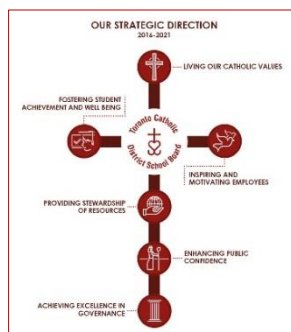 OUR STRATEGIC DIRECTION
2016-2021
LIVING OUR CATHOLIC VALUES
FOSTERING STUDENT
ACHIEVEMENT AND WELL BEING
Toronto Catholic
District School Board
INSPIRING AND
MOTIVATING EMPLOYEES
PROVIDING STEWARDSHIP
OF RESOURCES
ENHANCING PUBLIC
CONFIDENCE
ACHIEVING EXCELLENCE IN
GOVERNANCE